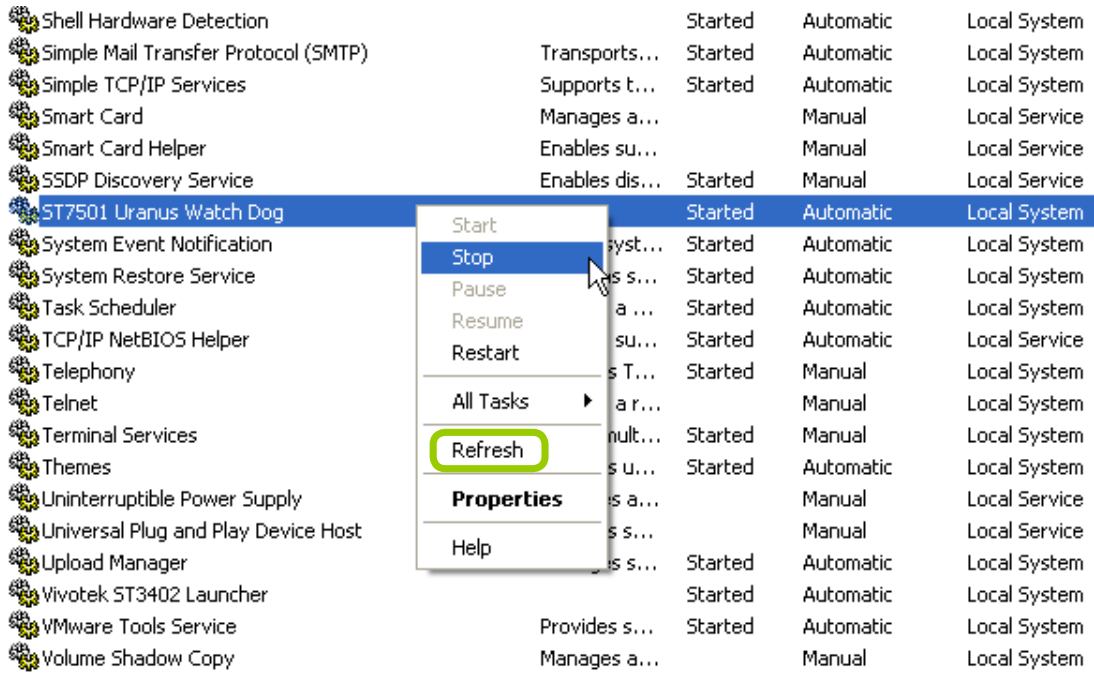 Shell Hardware Detection Started Automatic Local System
Simple Mail Transfer Protocol (SMTP) Transports... Started Automatic Local System
Simple TCP/IP Services Supports t... Started Automatic Local System
Smart Card Manages a... Manual Local Service
Smart Card Helper Enables su... Manual Local Service
SSDP Discovery Service Enables dis... Started Manual Local Service
ST7501 Uranus Watch Dog Started Automatic Local System
Start
System Event Notification syst... Started Automatic Local System
Stop
System Restore Service s... Started Automatic Local System
Pause
Task Scheduler a ... Started Automatic Local System
Resume
TCP/IP NetBIOS Helper su... Started Automatic Local Service
Restart
Telephony s T... Started Manual Local System
Telnet a r... Manual Local System
All Tasks
Terminal Services mult... Started Manual Local System
Refresh
Themes s u... Started Automatic Local System
Uninterruptible Power Supply s a... Manual Local Service
Properties
Universal Plug and Play Device Host s s... Manual Local Service
Help
Upload Manager s s... Started Automatic Local System
Vivotek ST3402 Launcher Started Automatic Local System
VMware Tools Service Provides s... Started Automatic Local System
Volume Shadow Copy Manages a... Manual Local System